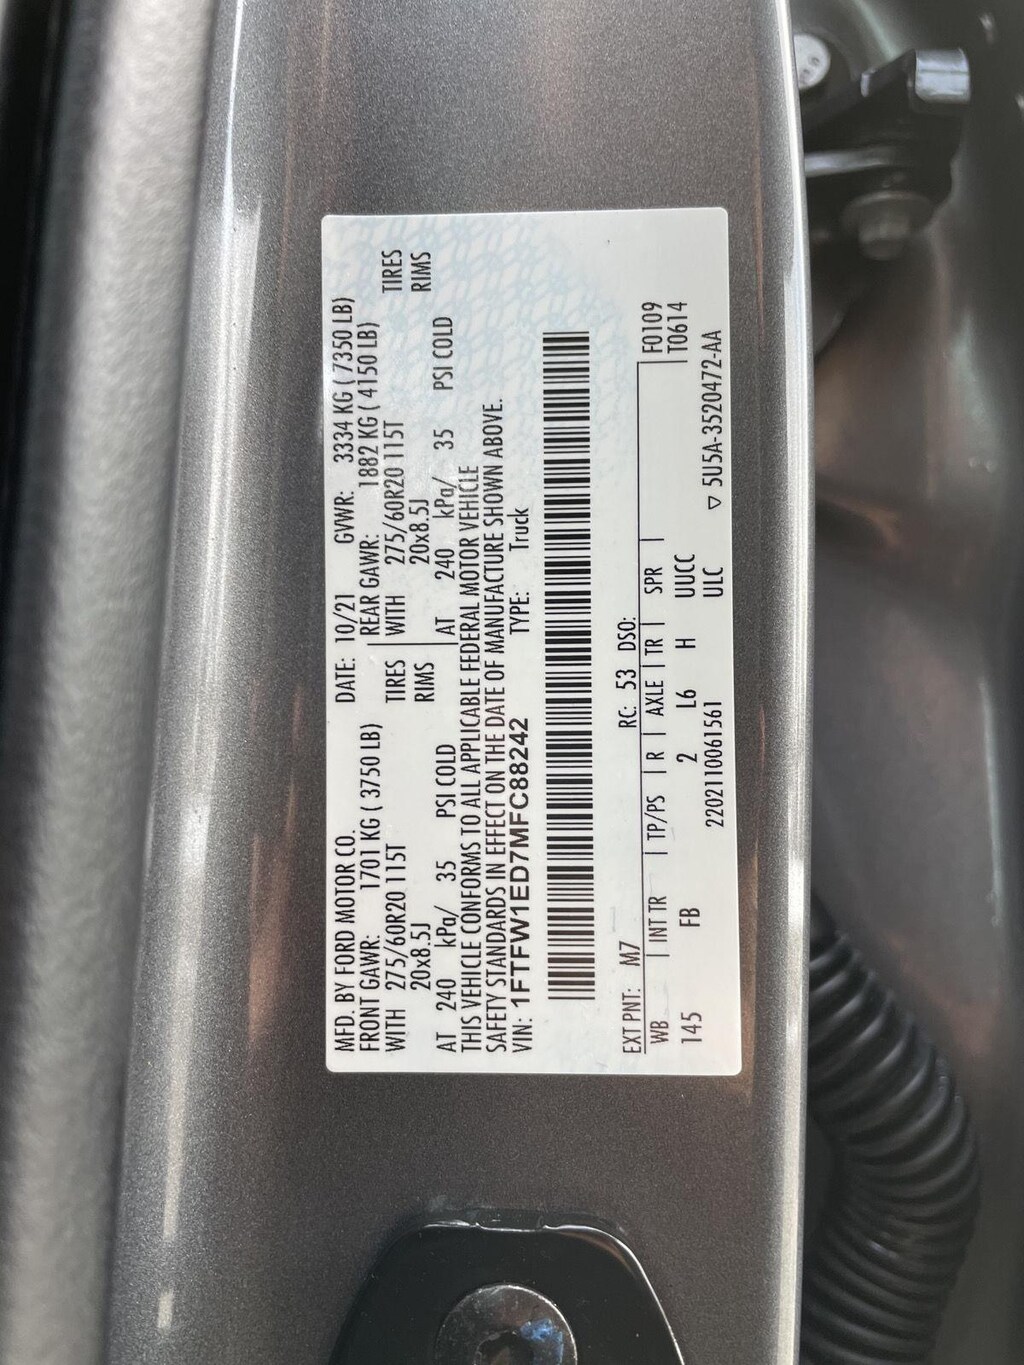 MFD. BY FORD MOTOR CO. DATE: 10/21 GVWR: 3334 KG ( 7350 LB)
FRONT GAWR: 1701 KG ( 3750 LB) REAR GAWR: 1882 KG ( 4150 LB)
WITH 275/60R20 115T TIRES WITH 275/60R20 115T TIRES
20x8.5J RIMS 20x8.5J RIMS
AT 240 kPa/ 35 PSI COLD AT 240 kPa/ 35 PSI COLD
THIS VEHICLE CONFORMS TO ALL APPLICABLE FEDERAL MOTOR VEHICLE
SAFETY STANDARDS IN EFFECT ON THE DATE OF MANUFACTURE SHOWN ABOVE.
VIN: 1FTFW1ED7MFC88242 TYPE: Truck
EXT PNT: M7 RC: 53 DSO: F0109
WB | INT TR | TP/PS | R | AXLE | TR | SPR | T0614
145 FB 2 L6 H UUCC
2202110061561 ULC ▽ 5U5A-3520472-AA